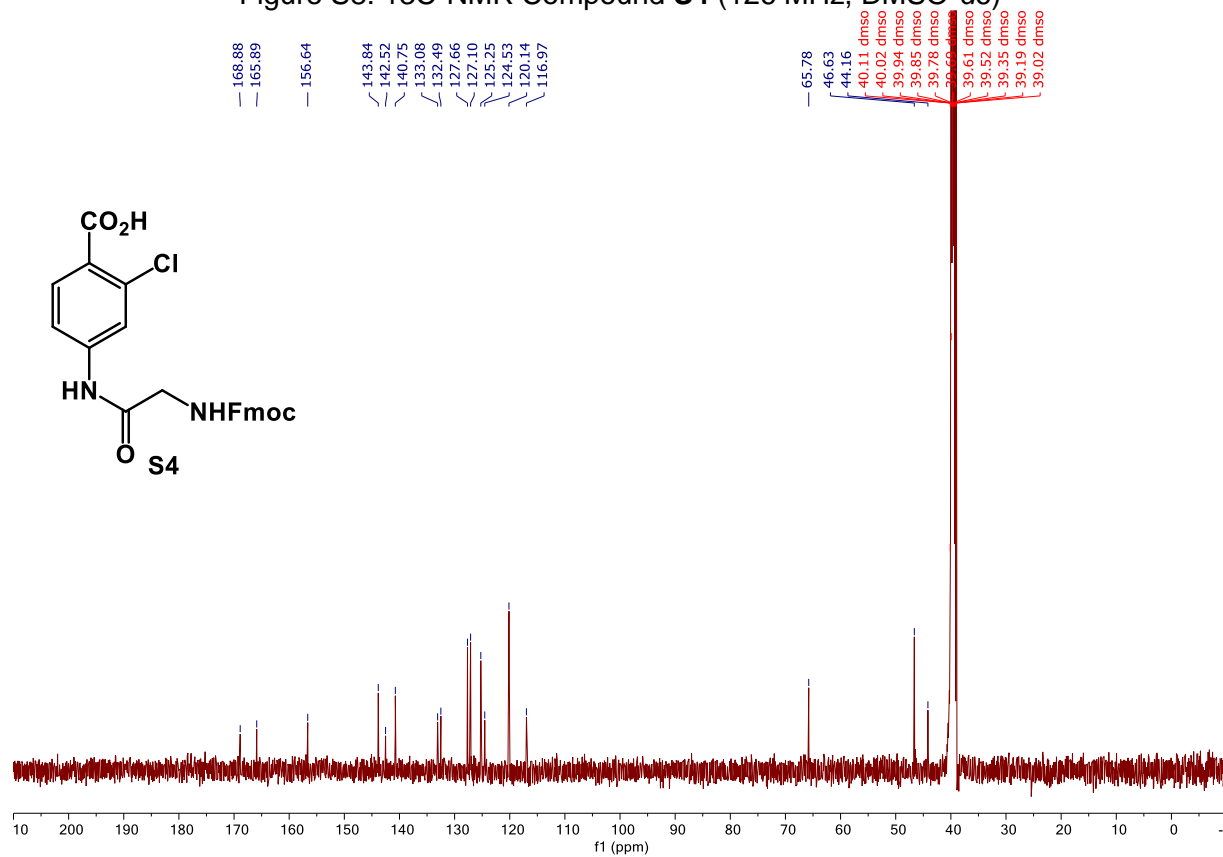 168.88
165.89
156.64
143.84
142.52
140.75
133.08
132.49
127.66
127.10
125.25
124.53
120.14
116.97
65.78
46.63
44.16
40.11 dmso
40.02 dmso
39.94 dmso
39.85 dmso
39.78 dmso
39.61 dmso
39.52 dmso
39.35 dmso
39.19 dmso
39.02 dmso
CO2H
Cl
HN
NHFmoc
O
S4
10 200 190 180 170 160 150 140 130 120 110 100 90 80 70 60 50 40 30 20 10 0 -
f1 (ppm)